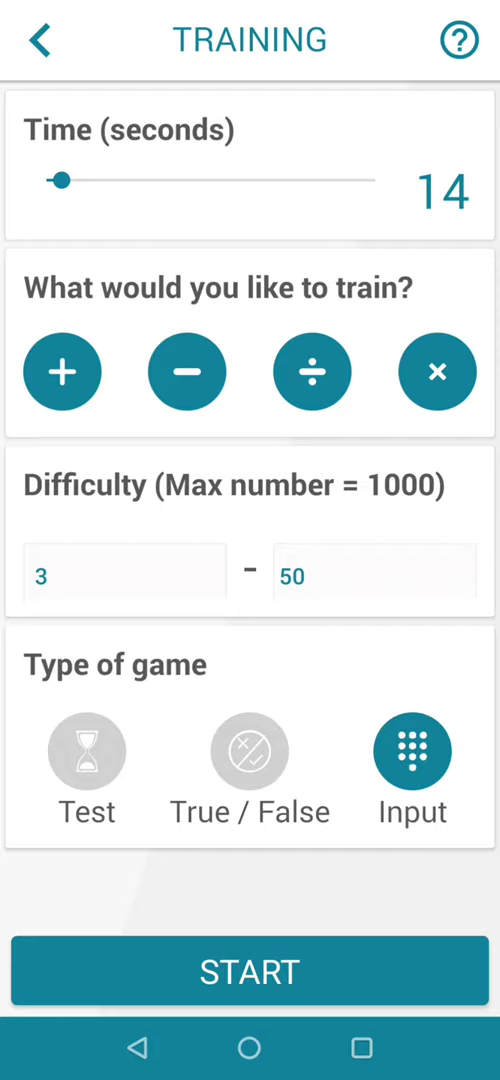 TRAINING
Time (seconds)
14
What would you like to train?
+ − ÷ ×
Difficulty (Max number = 1000)
3 - 50
Type of game
Test True / False Input
START